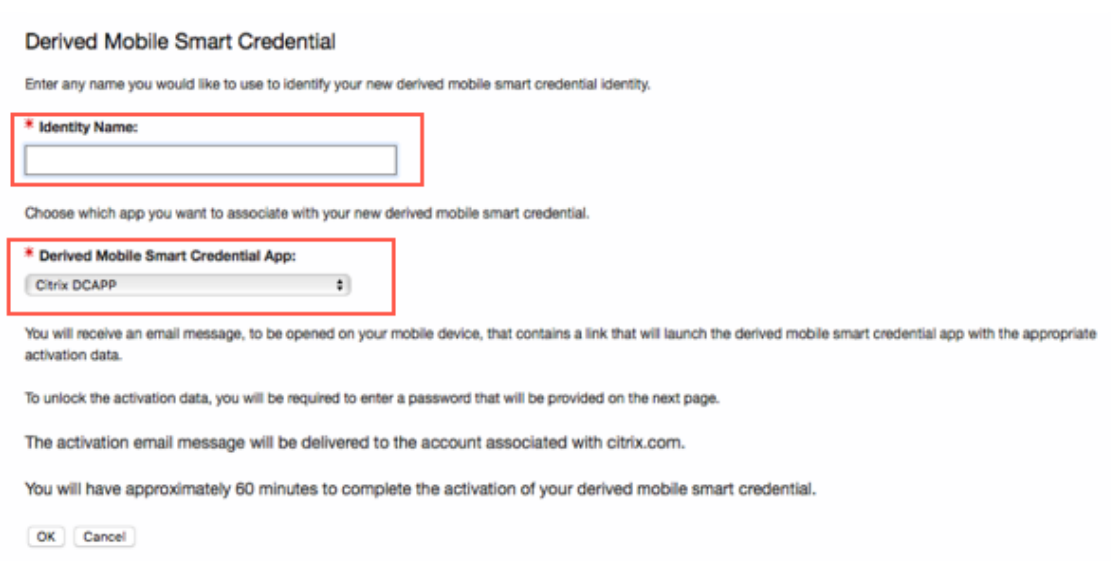 Derived Mobile Smart Credential
Enter any name you would like to use to identify your new derived mobile smart credential identity.
* Identity Name:
Choose which app you want to associate with your new derived mobile smart credential.
* Derived Mobile Smart Credential App:
Citrix DCAPP
You will receive an email message, to be opened on your mobile device, that contains a link that will launch the derived mobile smart credential app with the appropriate
activation data.
To unlock the activation data, you will be required to enter a password that will be provided on the next page.
The activation email message will be delivered to the account associated with citrix.com.
You will have approximately 60 minutes to complete the activation of your derived mobile smart credential.
OK Cancel